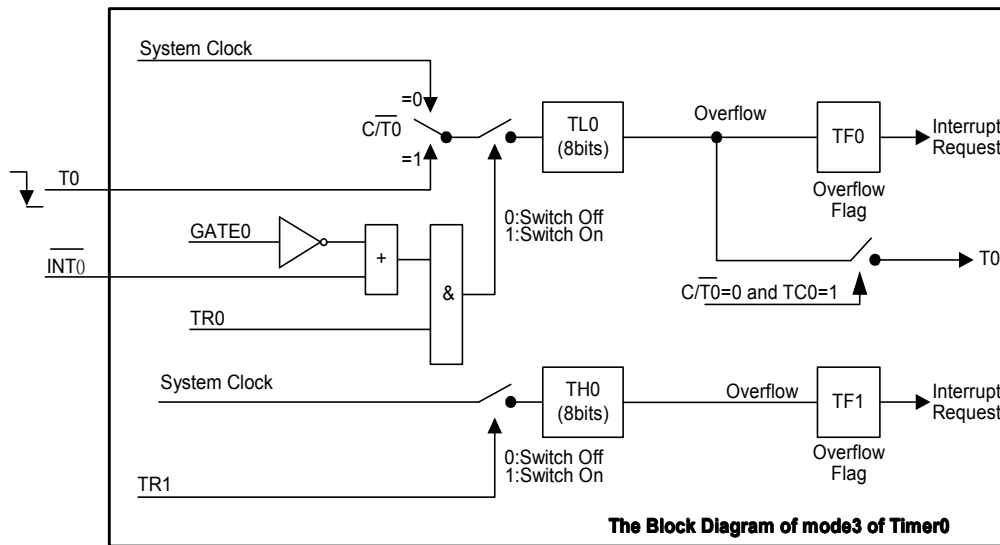 System Clock
=0
C/T0
=1
T0
GATE0
INT0
+
&
TR0
0:Switch Off
1:Switch On
TL0
(8bits)
Overflow
TF0
Overflow
Flag
Interrupt
Request
T0
C/T0=0 and TC0=1
System Clock
TR1
0:Switch Off
1:Switch On
TH0
(8bits)
Overflow
TF1
Overflow
Flag
Interrupt
Request
The Block Diagram of mode3 of Timer0